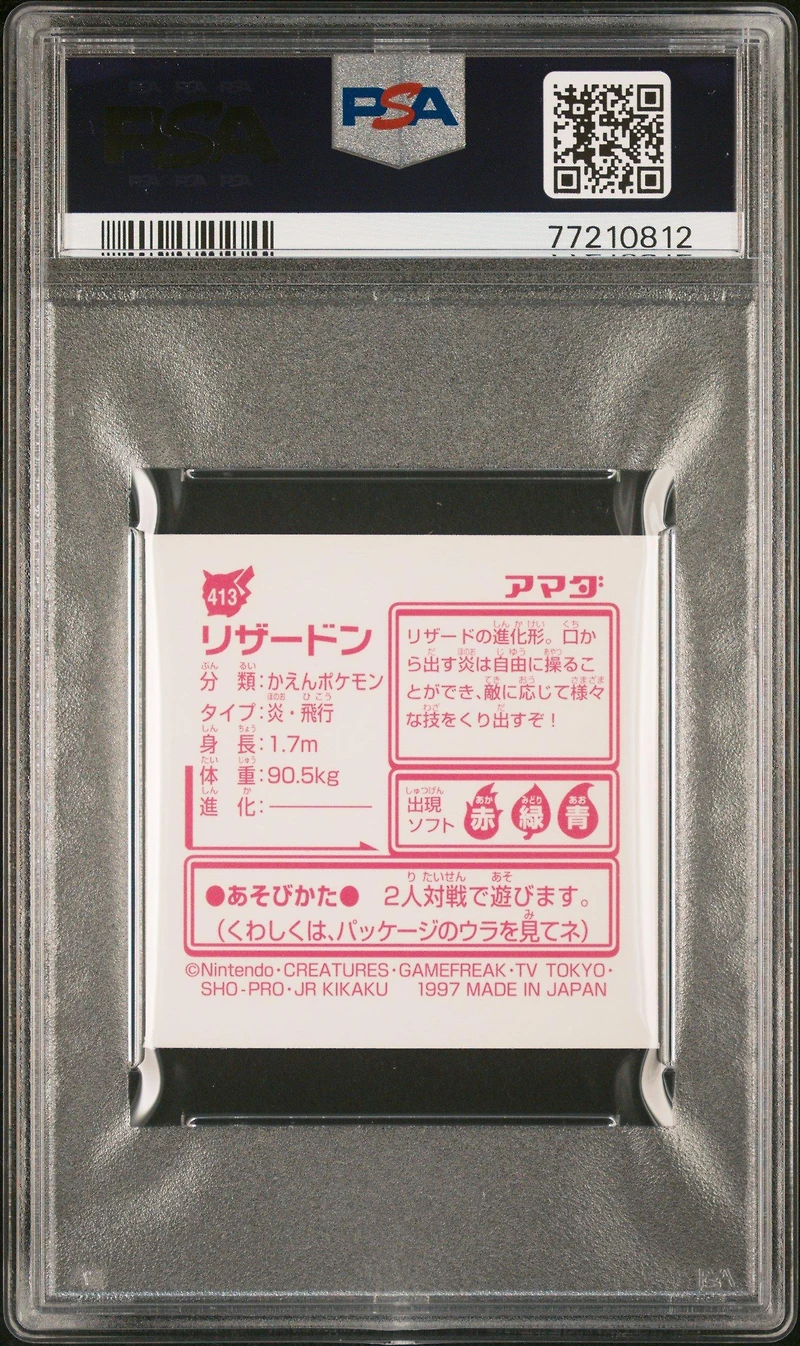 PSA
77210812
413
アマダ
リザードン
分類:かえんポケモン
タイプ:炎・飛行
身長:1.7m
体重:90.5kg
進化:
リザードの進化形。口か
ら出す炎は自由に操るこ
とができ、敵に応じて様々
な技をくり出すぞ!
出現
ソフト
赤 緑 青
●あそびかた● 2人対戦で遊びます。
(くわしくは、パッケージのウラを見てネ)
©Nintendo・CREATURES・GAMEFREAK・TV TOKYO・
SHO-PRO・JR KIKAKU 1997 MADE IN JAPAN